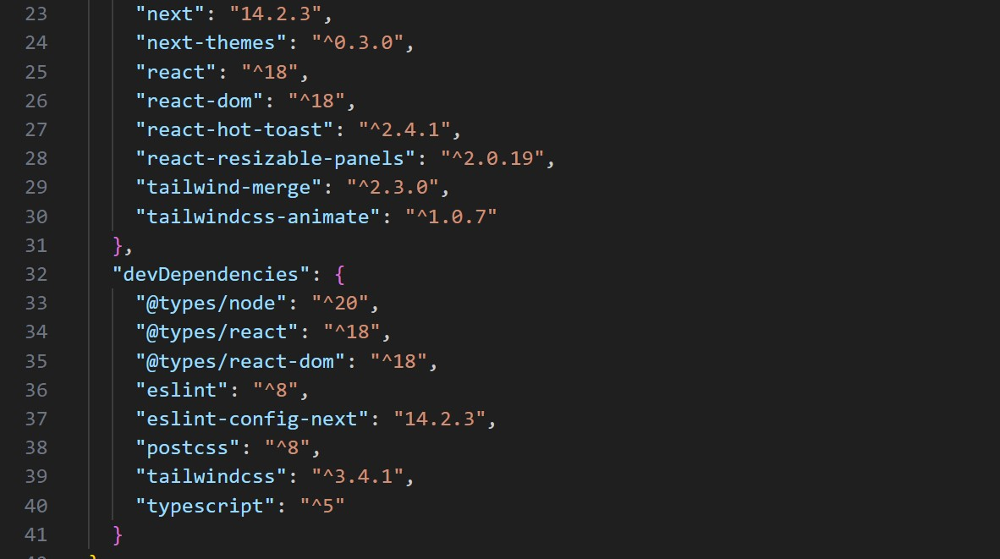 23 "next": "14.2.3",
24 "next-themes": "^0.3.0",
25 "react": "^18",
26 "react-dom": "^18",
27 "react-hot-toast": "^2.4.1",
28 "react-resizable-panels": "^2.0.19",
29 "tailwind-merge": "^2.3.0",
30 "tailwindcss-animate": "^1.0.7"
31 },
32 "devDependencies": {
33 "@types/node": "^20",
34 "@types/react": "^18",
35 "@types/react-dom": "^18",
36 "eslint": "^8",
37 "eslint-config-next": "14.2.3",
38 "postcss": "^8",
39 "tailwindcss": "^3.4.1",
40 "typescript": "^5"
41 }